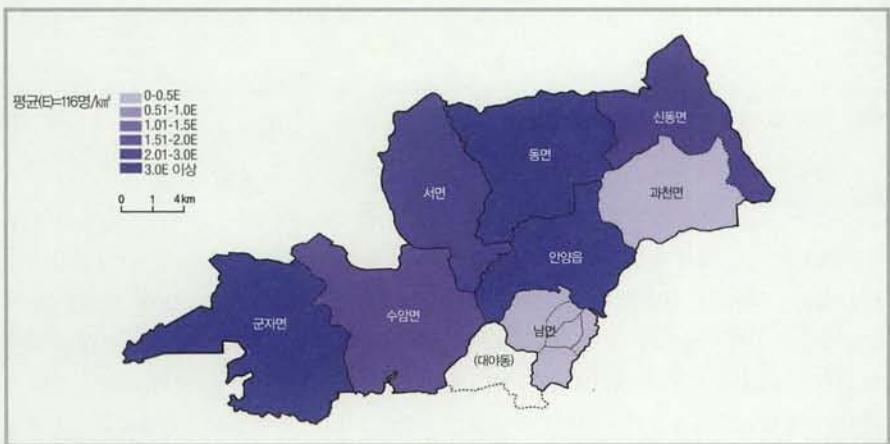 평균(E)=116명/㎢
0-0.5E
0.51-1.0E
1.01-1.5E
1.51-2.0E
2.01-3.0E
3.0E 이상
0 1 4km
신동면
동면
과천면
서면
안양읍
군자면
수암면
남면
(대야동)